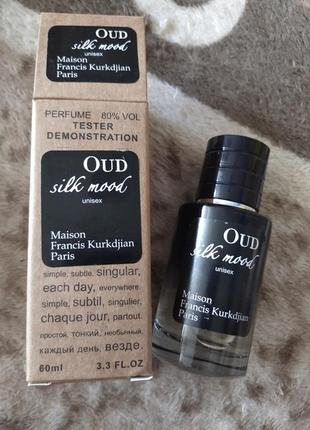 OUD
silk mood
unisex
Maison
Francis Kurkdjian
Paris
PERFUME 80% VOL
TESTER
DEMONSTRATION
OUD
silk mood
unisex
Maison
Francis Kurkdjian
Paris
simple, subtle, singular,
each day, everywhere.
simple, subtil, singulier,
chaque jour, partout.
простой, тонкий, необычный,
каждый день, везде.
60ml 3.3 FL.OZ
OUD
silk mood
unisex
Maison
Francis Kurkdjian
Paris